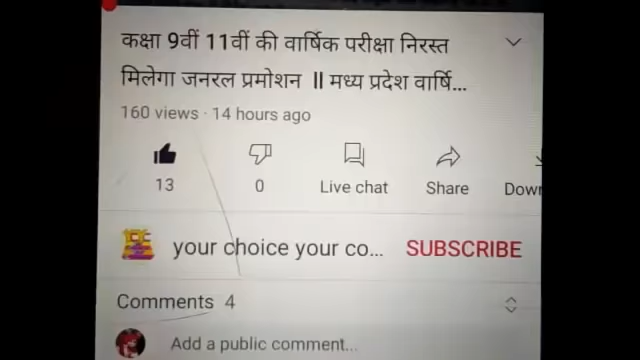 कक्षा 9वीं 11वीं की वार्षिक परीक्षा निरस्त
मिलेगा जनरल प्रमोशन ॥ मध्य प्रदेश वार्षि...
160 views · 14 hours ago
13 0 Live chat Share Down
your choice your co... SUBSCRIBE
Comments 4
Add a public comment...